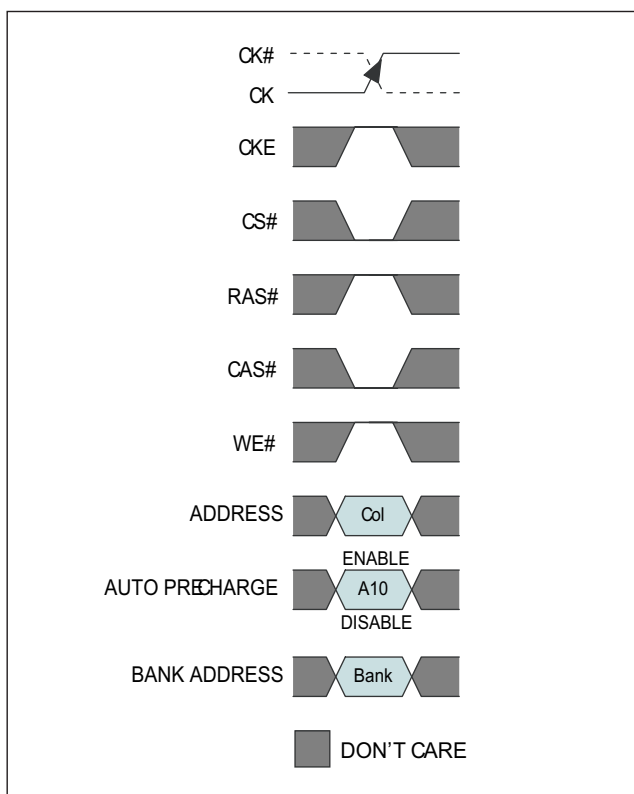 CK#
CK
CKE
CS#
RAS#
CAS#
WE#
ADDRESS
Col
ENABLE
AUTO PRECHARGE
A10
DISABLE
BANK ADDRESS
Bank
DON'T CARE